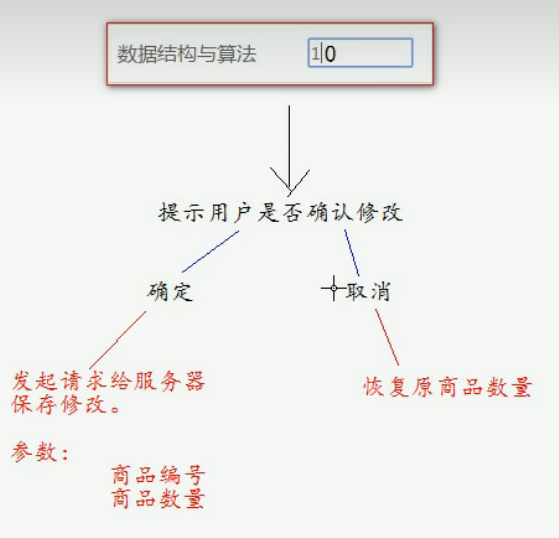 数据结构与算法 10
提示用户是否确认修改
确定 取消
发起请求给服务器
保存修改。
恢复原商品数量
参数：
商品编号
商品数量